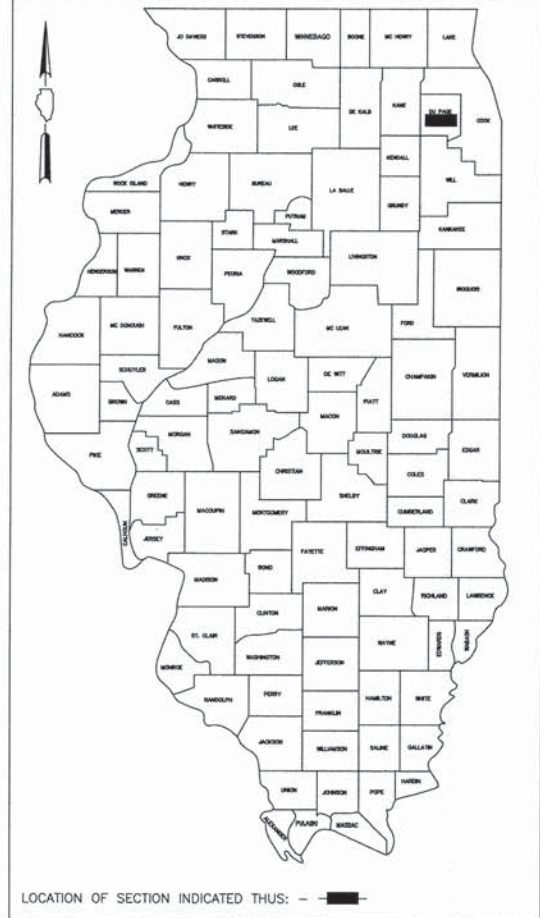 JO DAVIESS STEPHENSON WINNEBAGO BOONE MC HENRY LAKE
CARROLL OGLE DE KALB KANE DU PAGE COOK
WHITESIDE LEE
KENDALL WILL
ROCK ISLAND HENRY BUREAU LA SALLE GRUNDY
MERCER PUTNAM KANKAKEE
STARK MARSHALL
HENDERSON WARREN KNOX PEORIA WOODFORD LIVINGSTON IROQUOIS
HANCOCK MC DONOUGH FULTON TAZEWELL MC LEAN FORD
SCHUYLER MASON LOGAN DE WITT CHAMPAIGN VERMILION
ADAMS BROWN CASS MENARD MACON PIATT
PIKE SCOTT MORGAN SANGAMON CHRISTIAN MOULTRIE DOUGLAS EDGAR
COLES
SHELBY
GREENE MACOUPIN MONTGOMERY CUMBERLAND CLARK
CALHOUN JERSEY FAYETTE EFFINGHAM JASPER CRAWFORD
MADISON BOND CLAY RICHLAND LAWRENCE
CLINTON MARION
ST. CLAIR WAYNE EDWARDS WABASH
MONROE WASHINGTON JEFFERSON
RANDOLPH PERRY HAMILTON WHITE
FRANKLIN
JACKSON WILLIAMSON SALINE GALLATIN
HARDIN
UNION JOHNSON POPE
ALEXANDER PULASKI MASSAC
LOCATION OF SECTION INDICATED THUS: –